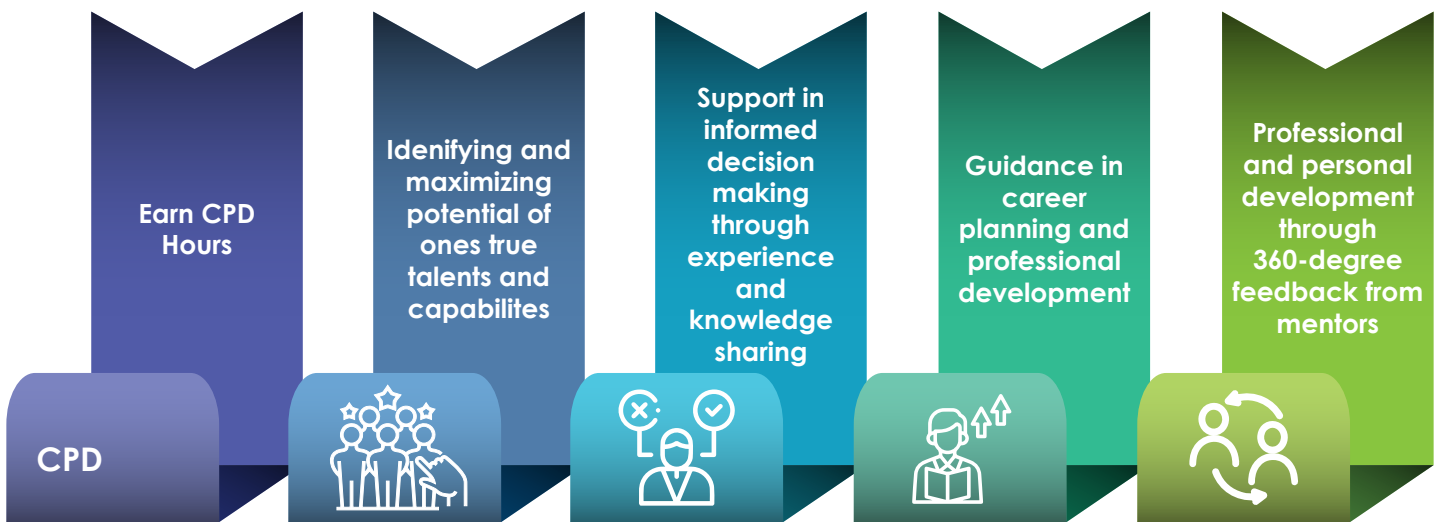 Earn CPD
Hours
CPD
Idenifying and
maximizing
potential of
ones true
talents and
capabilites
Support in
informed
decision
making
through
experience
and
knowledge
sharing
Guidance in
career
planning and
professional
development
Professional
and personal
development
through
360-degree
feedback from
mentors